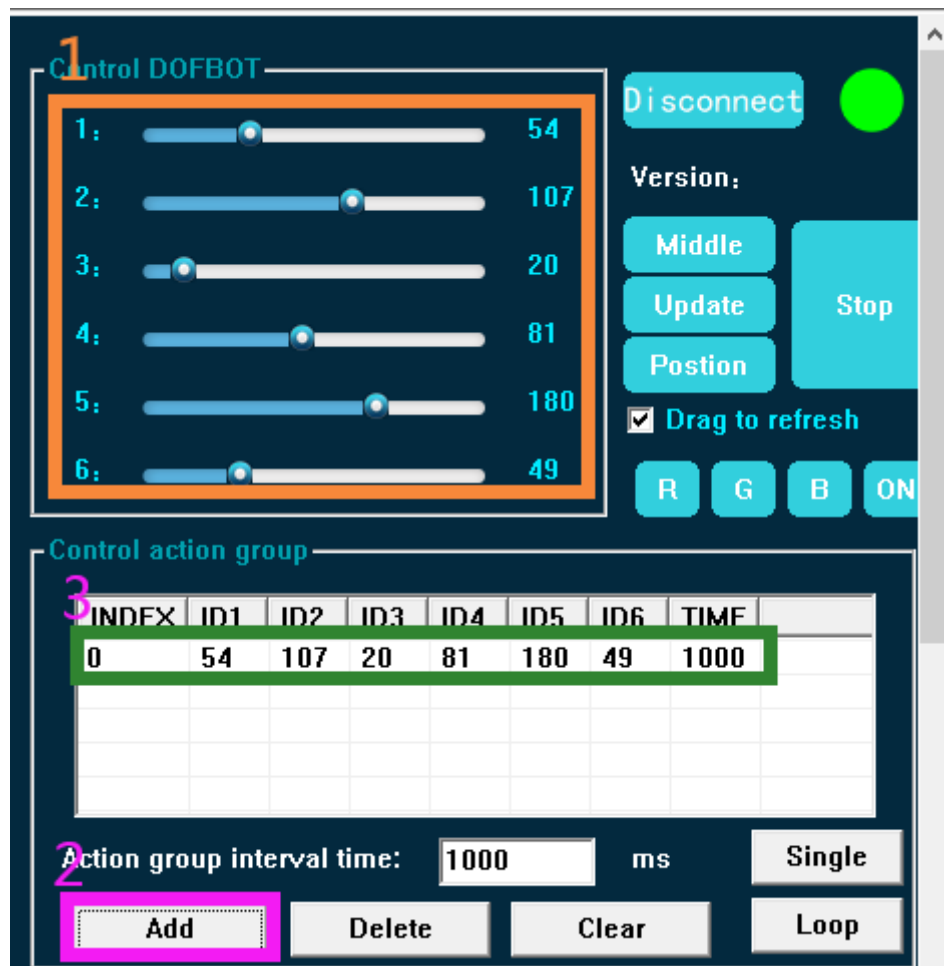 1
Control DOFBOT
1: 54
2: 107
3: 20
4: 81
5: 180
6: 49
Disconnect
Version:
Middle
Update
Postion
Stop
Drag to refresh
R G B ON
Control action group
3
INDEX ID1 ID2 ID3 ID4 ID5 ID6 TIME
0 54 107 20 81 180 49 1000
Action group interval time: 1000 ms
Single
2
Add Delete Clear Loop